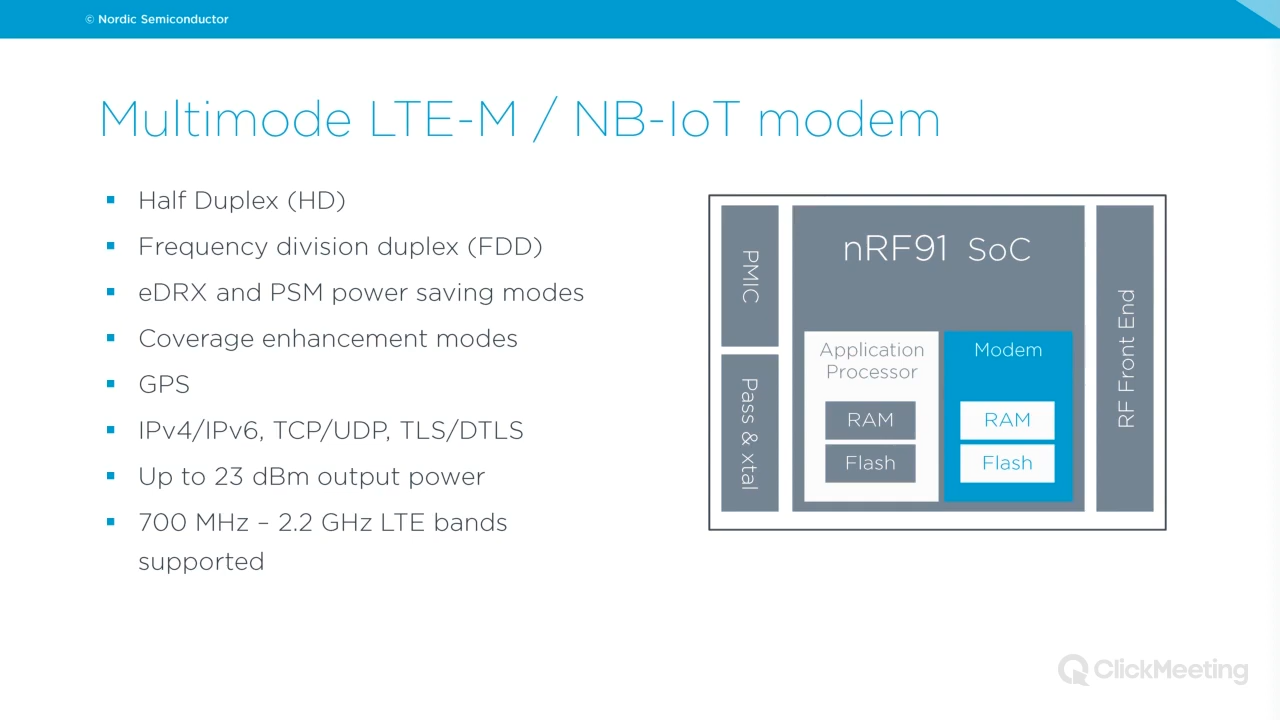 © Nordic Semiconductor
Multimode LTE-M / NB-IoT modem
Half Duplex (HD)
Frequency division duplex (FDD)
eDRX and PSM power saving modes
Coverage enhancement modes
GPS
IPv4/IPv6, TCP/UDP, TLS/DTLS
Up to 23 dBm output power
700 MHz – 2.2 GHz LTE bands
supported
PMIC
Pass & xtal
nRF91 SoC
Application
Processor
RAM
Flash
Modem
RAM
Flash
RF Front End
ClickMeeting